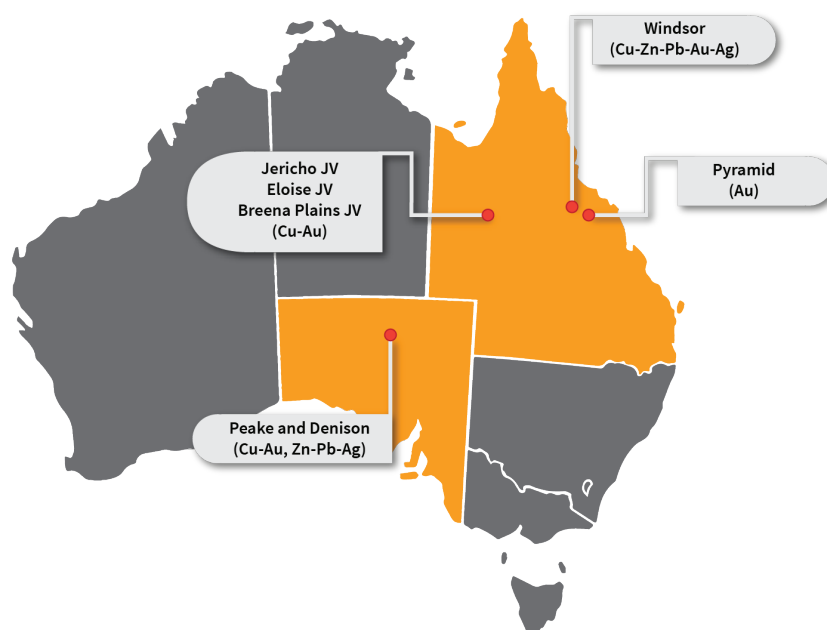 Windsor
(Cu-Zn-Pb-Au-Ag)
Jericho JV
Eloise JV
Breena Plains JV
(Cu-Au)
Pyramid
(Au)
Peake and Denison
(Cu-Au, Zn-Pb-Ag)